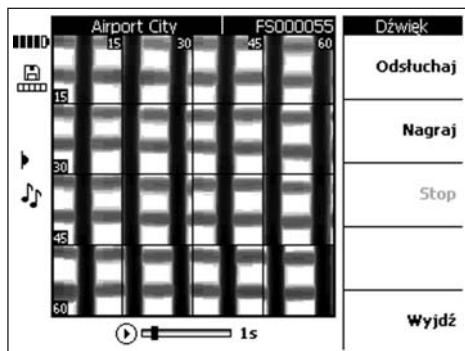 Airport City FS000055 Dźwięk
15 30 45 60
Odsłuchaj
15
Nagraj
30
Stop
45
60
Wyjdź
1s